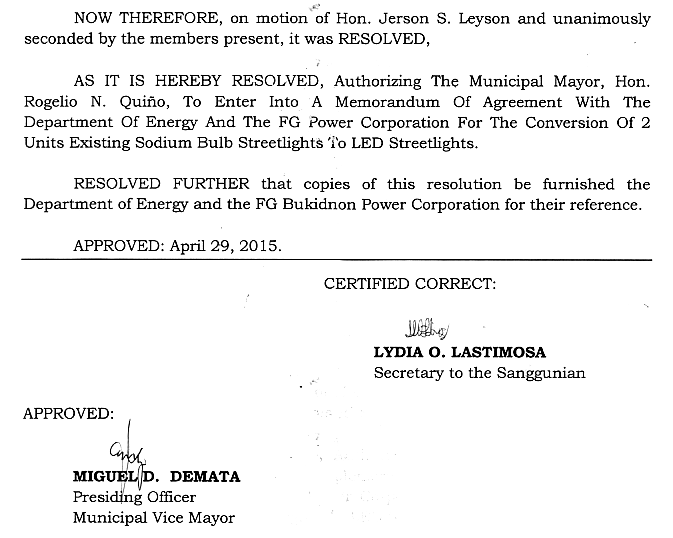 NOW THEREFORE, on motion of Hon. Jerson S. Leyson and unanimously
seconded by the members present, it was RESOLVED,
AS IT IS HEREBY RESOLVED, Authorizing The Municipal Mayor, Hon.
Rogelio N. Quiño, To Enter Into A Memorandum Of Agreement With The
Department Of Energy And The FG Power Corporation For The Conversion Of 2
Units Existing Sodium Bulb Streetlights To LED Streetlights.
RESOLVED FURTHER that copies of this resolution be furnished the
Department of Energy and the FG Bukidnon Power Corporation for their reference.
APPROVED: April 29, 2015.
CERTIFIED CORRECT:
LYDIA O. LASTIMOSA
Secretary to the Sanggunian
APPROVED:
MIGUEL D. DEMATA
Presiding Officer
Municipal Vice Mayor